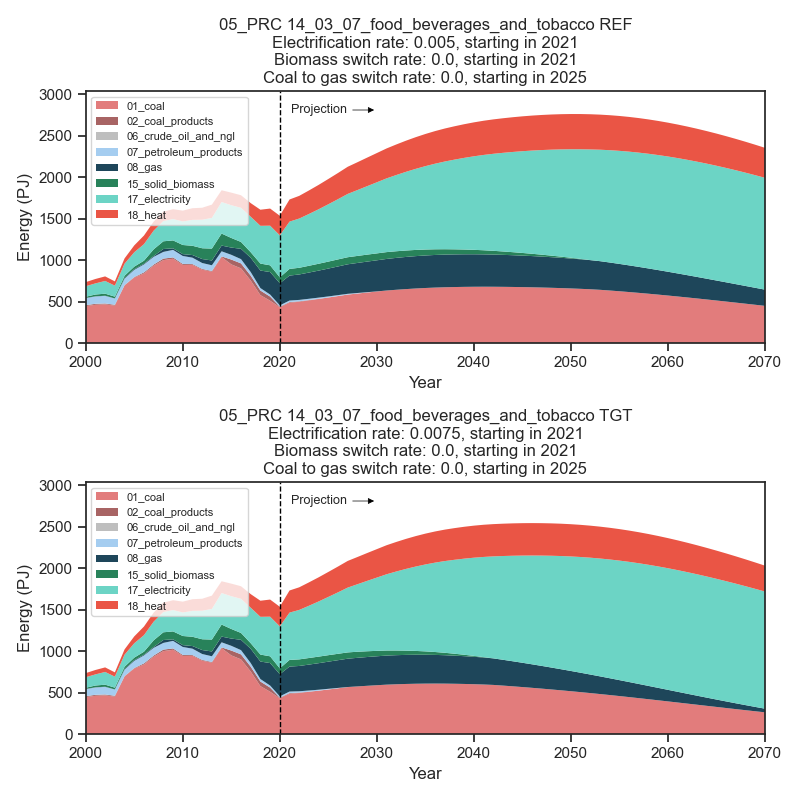 05_PRC 14_03_07_food_beverages_and_tobacco REF
Electrification rate: 0.005, starting in 2021
Biomass switch rate: 0.0, starting in 2021
Coal to gas switch rate: 0.0, starting in 2025
3000
2500
2000
1500
1000
500
0
Energy (PJ)
01_coal
02_coal_products
06_crude_oil_and_ngl
07_petroleum_products
08_gas
15_solid_biomass
17_electricity
18_heat
Projection
2000 2010 2020 2030 2040 2050 2060 2070
Year
05_PRC 14_03_07_food_beverages_and_tobacco TGT
Electrification rate: 0.0075, starting in 2021
Biomass switch rate: 0.0, starting in 2021
Coal to gas switch rate: 0.0, starting in 2025
3000
2500
2000
1500
1000
500
0
Energy (PJ)
01_coal
02_coal_products
06_crude_oil_and_ngl
07_petroleum_products
08_gas
15_solid_biomass
17_electricity
18_heat
Projection
2000 2010 2020 2030 2040 2050 2060 2070
Year